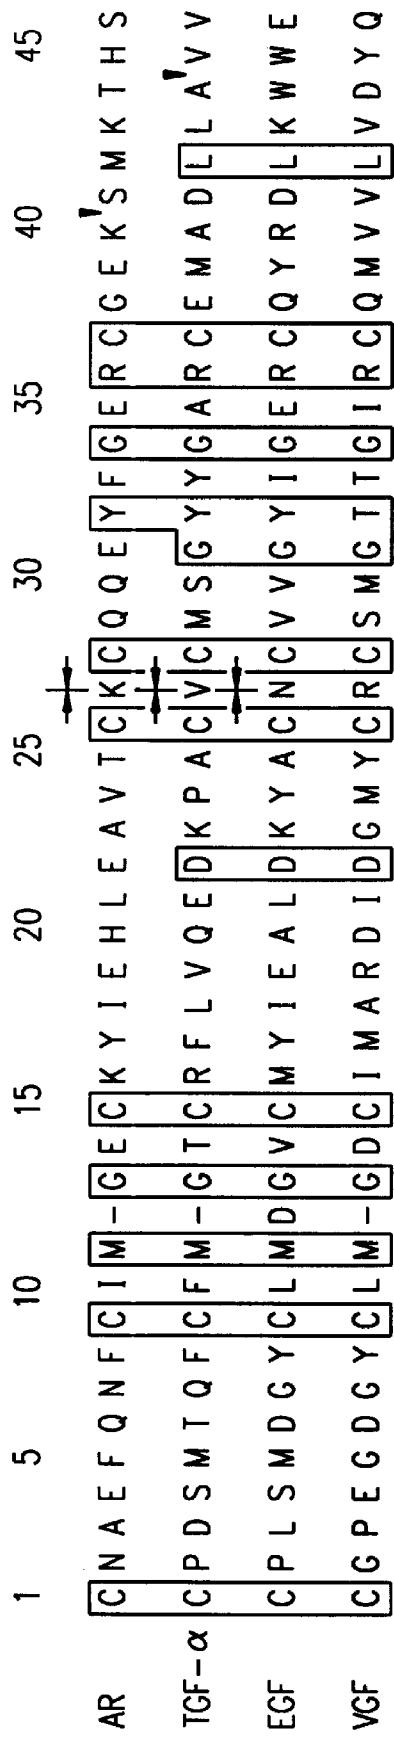 1 5 10 15 20 25 30 35 40 45
AR C N A E F Q N F C I M - G E C K Y I E H L E A V T C K C Q Q E Y F G E R C G E K ' S M K T H S
TGF-α C P D S M T Q F C F M - G T C R F L V Q E D K P A C V C M S G Y Y G A R C E M A D L L A ' V V
EGF C P L S M D G Y C L M D G V C M Y I E A L D K Y A C N C V V G Y I G E R C Q Y R D L K W W E
VGF C G P E G D G Y C L M - G D C I M A R D I D G M Y C R C S M G T T G I R C Q M V V L V D Y Q